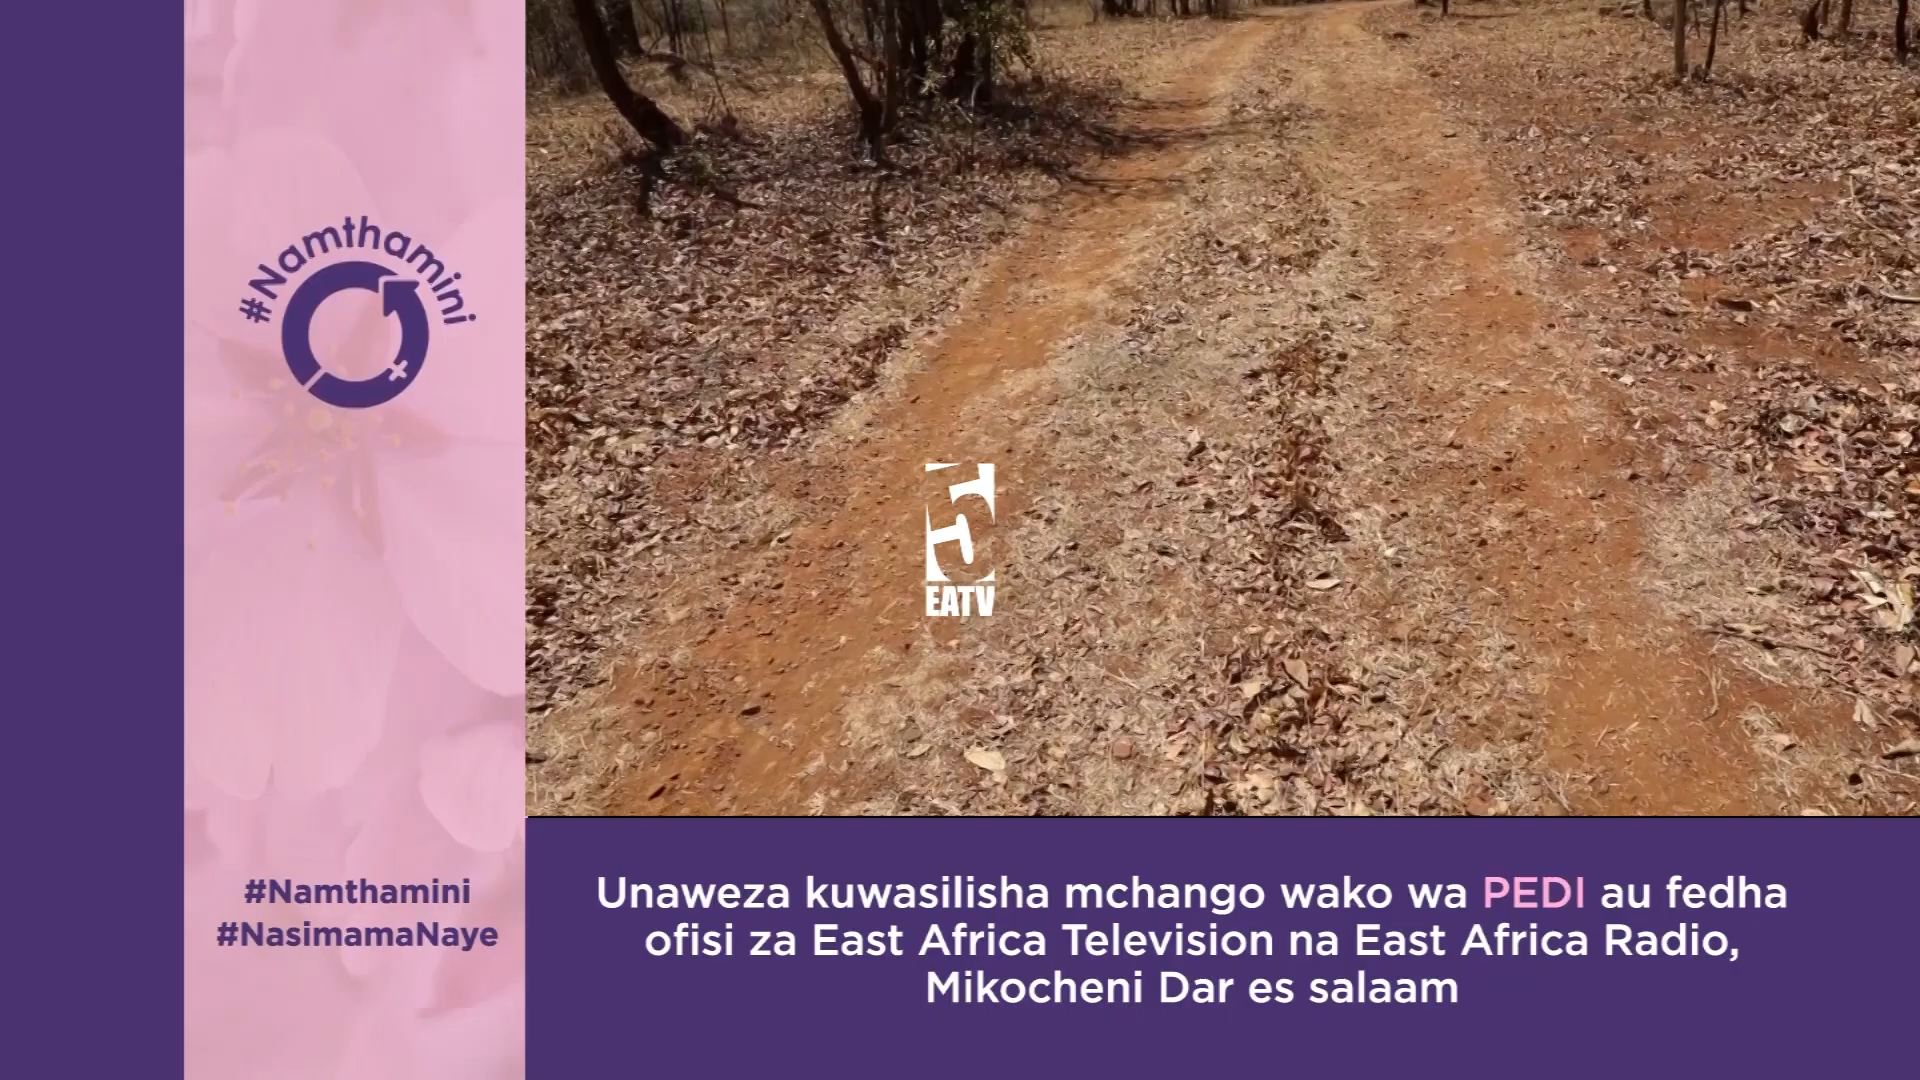 #Namthamini
EATV
#Namthamini
#NasimamaNaye
Unaweza kuwasilisha mchango wako wa PEDI au fedha
ofisi za East Africa Television na East Africa Radio,
Mikocheni Dar es salaam